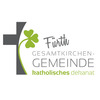 Fürth
GESAMTKIRCHEN-
GEMEINDE
katholisches dekanat